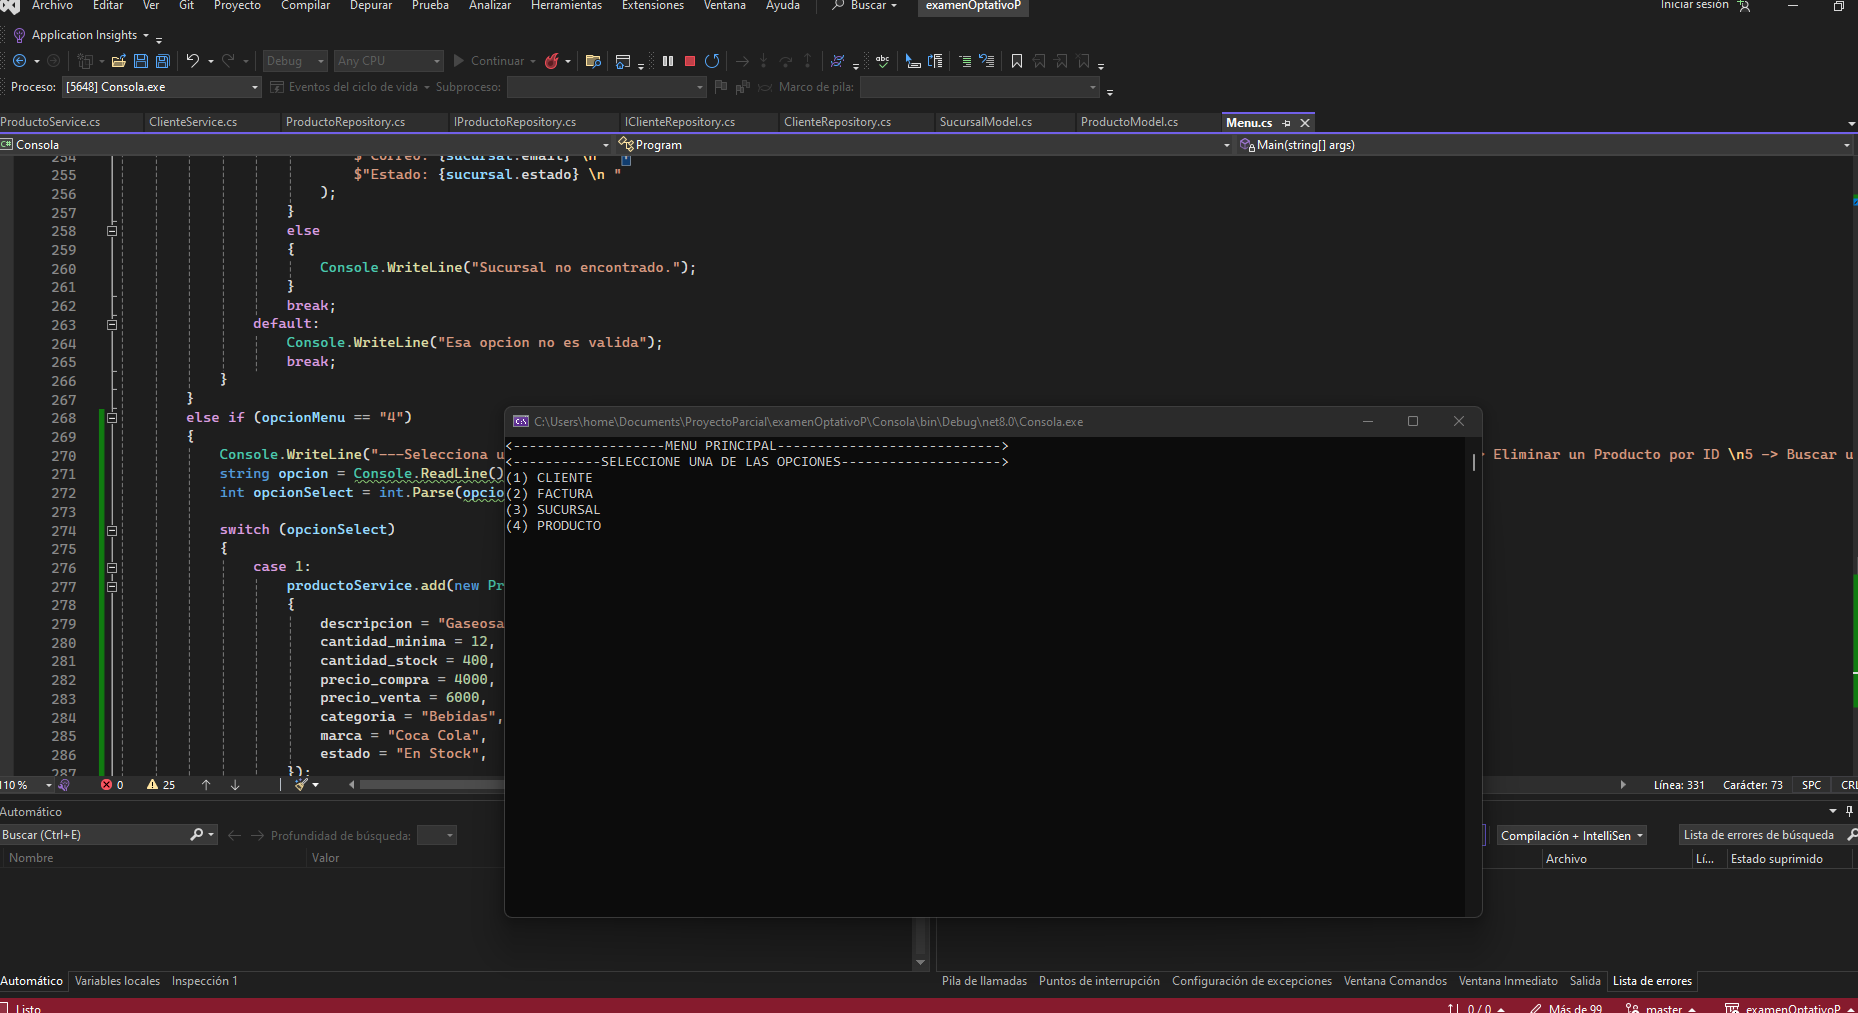 Archivo Editar Ver Git Proyecto Compilar Depurar Prueba Analizar Herramientas Extensiones Ventana Ayuda Buscar examenOptativoP Iniciar sesión
Application Insights
Debug Any CPU Continuar
Proceso: [5648] Consola.exe Eventos del ciclo de vida Subproceso: Marco de pila:
ProductoService.cs ClienteService.cs ProductoRepository.cs IProductoRepository.cs IClienteRepository.cs ClienteRepository.cs SucursalModel.cs ProductoModel.cs Menu.cs
Consola Program Main(string[] args)
254 $"Correo: {sucursal.email} \n "
255 $"Estado: {sucursal.estado} \n "
256 );
257 }
258 else
259 {
260 Console.WriteLine("Sucursal no encontrado.");
261 }
262 break;
263 default:
264 Console.WriteLine("Esa opcion no es valida");
265 break;
266 }
267 }
268 else if (opcionMenu == "4")
269 {
270 Console.WriteLine("---Selecciona u
Eliminar un Producto por ID \n5 -> Buscar u
271 string opcion = Console.ReadLine()
272 int opcionSelect = int.Parse(opcio
273
274 switch (opcionSelect)
275 {
276 case 1:
277 productoService.add(new Pr
278 {
279 descripcion = "Gaseosa
280 cantidad_minima = 12,
281 cantidad_stock = 400,
282 precio_compra = 4000,
283 precio_venta = 6000,
284 categoria = "Bebidas",
285 marca = "Coca Cola",
286 estado = "En Stock",
287 });
C:\Users\home\Documents\ProyectoParcial\examenOptativoP\Consola\bin\Debug\net8.0\Consola.exe
<-------------------MENU PRINCIPAL---------------------------->
<-----------SELECCIONE UNA DE LAS OPCIONES-------------------->
(1) CLIENTE
(2) FACTURA
(3) SUCURSAL
(4) PRODUCTO
110 % 0 25 Línea: 331 Carácter: 73 SPC CRL
Automático
Buscar (Ctrl+E) Profundidad de búsqueda:
Nombre Valor
Compilación + IntelliSen Lista de errores de búsqueda
Archivo Lí... Estado suprimido
Automático Variables locales Inspección 1
Pila de llamadas Puntos de interrupción Configuración de excepciones Ventana Comandos Ventana Inmediato Salida Lista de errores
Listo 0 / 0 Más de 99 master examenOptativoP